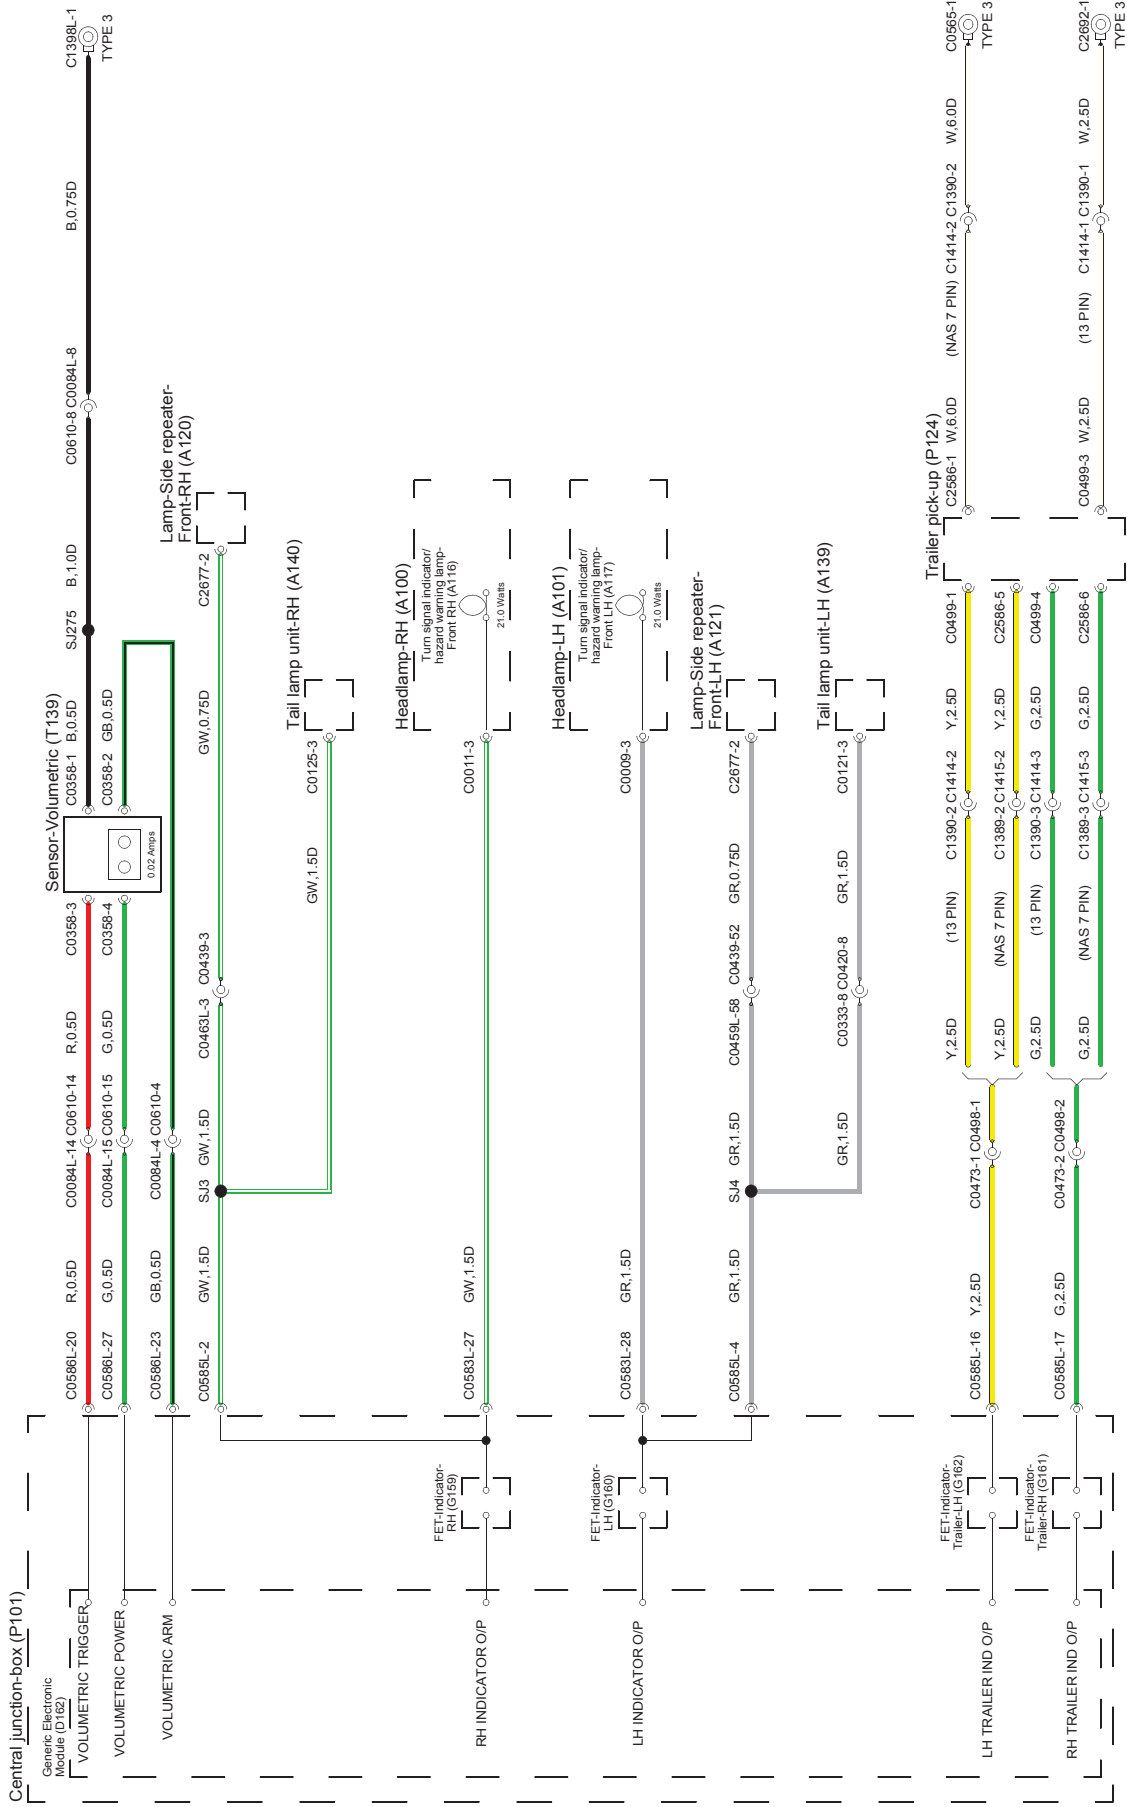 Central junction-box (P101)
Generic Electronic
Module (D162)
VOLUMETRIC TRIGGER
VOLUMETRIC POWER
VOLUMETRIC ARM
RH INDICATOR O/P
LH INDICATOR O/P
LH TRAILER IND O/P
RH TRAILER IND O/P
FET-Indicator-
RH (G159)
FET-Indicator-
LH (G160)
FET-Indicator-
Trailer-LH (G162)
FET-Indicator-
Trailer-RH (G161)
C0586L-20
R,0.5D
C0084L-14
C0610-14
R,0.5D
C0358-3
Sensor-Volumetric (T139)
0.02 Amps
C0358-1
B,0.5D
SJ275
B,1.0D
C0610-8
C0084L-8
B,0.75D
C1398L-1
TYPE 3
C0586L-27
G,0.5D
C0084L-15
C0610-15
G,0.5D
C0358-4
C0358-2
GB,0.5D
C0586L-23
GB,0.5D
C0084L-4
C0610-4
C0585L-2
GW,1.5D
SJ3
GW,1.5D
C0463L-3
C0439-3
GW,0.75D
C2677-2
Lamp-Side repeater-
Front-RH (A120)
GW,1.5D
C0125-3
Tail lamp unit-RH (A140)
C0583L-27
GW,1.5D
C0011-3
Headlamp-RH (A100)
Turn signal indicator/
hazard warning lamp-
Front RH (A116)
21.0 Watts
C0583L-28
GR,1.5D
C0009-3
Headlamp-LH (A101)
Turn signal indicator/
hazard warning lamp-
Front LH (A117)
21.0 Watts
C0585L-4
GR,1.5D
SJ4
GR,1.5D
C0459L-58
C0439-52
GR,0.75D
C2677-2
Lamp-Side repeater-
Front-LH (A121)
GR,1.5D
C0333-8
C0420-8
GR,1.5D
C0121-3
Tail lamp unit-LH (A139)
C0585L-16
Y,2.5D
C0473-1
C0498-1
Y,2.5D
(13 PIN)
C1390-2
C1414-2
Y,2.5D
C0499-1
Y,2.5D
(NAS 7 PIN)
C1389-2
C1415-2
Y,2.5D
C2586-5
C0585L-17
G,2.5D
C0473-2
C0498-2
G,2.5D
(13 PIN)
C1390-3
C1414-3
G,2.5D
C0499-4
G,2.5D
(NAS 7 PIN)
C1389-3
C1415-3
G,2.5D
C2586-6
Trailer pick-up (P124)
C2586-1
W,6.0D
(NAS 7 PIN)
C1414-2
C1390-2
W,6.0D
C0565-1
TYPE 3
C0499-3
W,2.5D
(13 PIN)
C1414-1
C1390-1
W,2.5D
C2692-1
TYPE 3